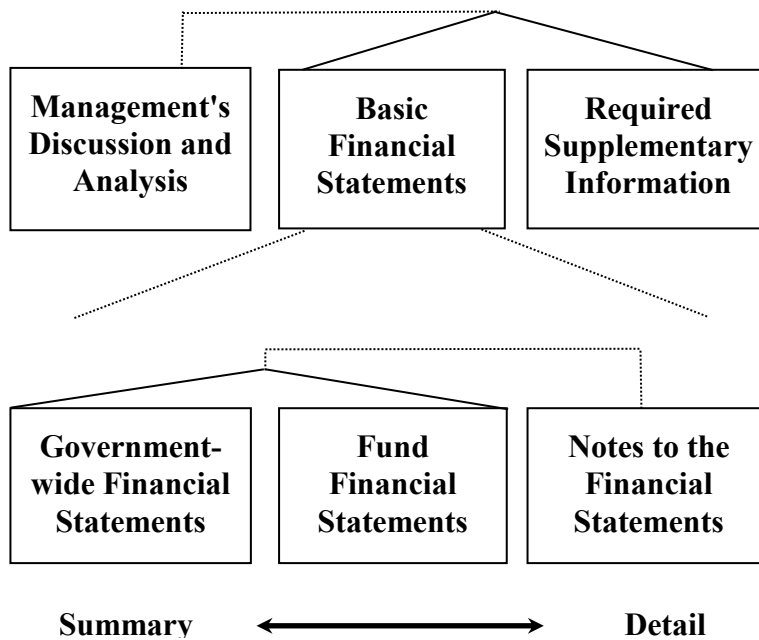 Management's
Discussion and
Analysis
Basic
Financial
Statements
Required
Supplementary
Information
Government-
wide Financial
Statements
Fund
Financial
Statements
Notes to the
Financial
Statements
Summary
Detail